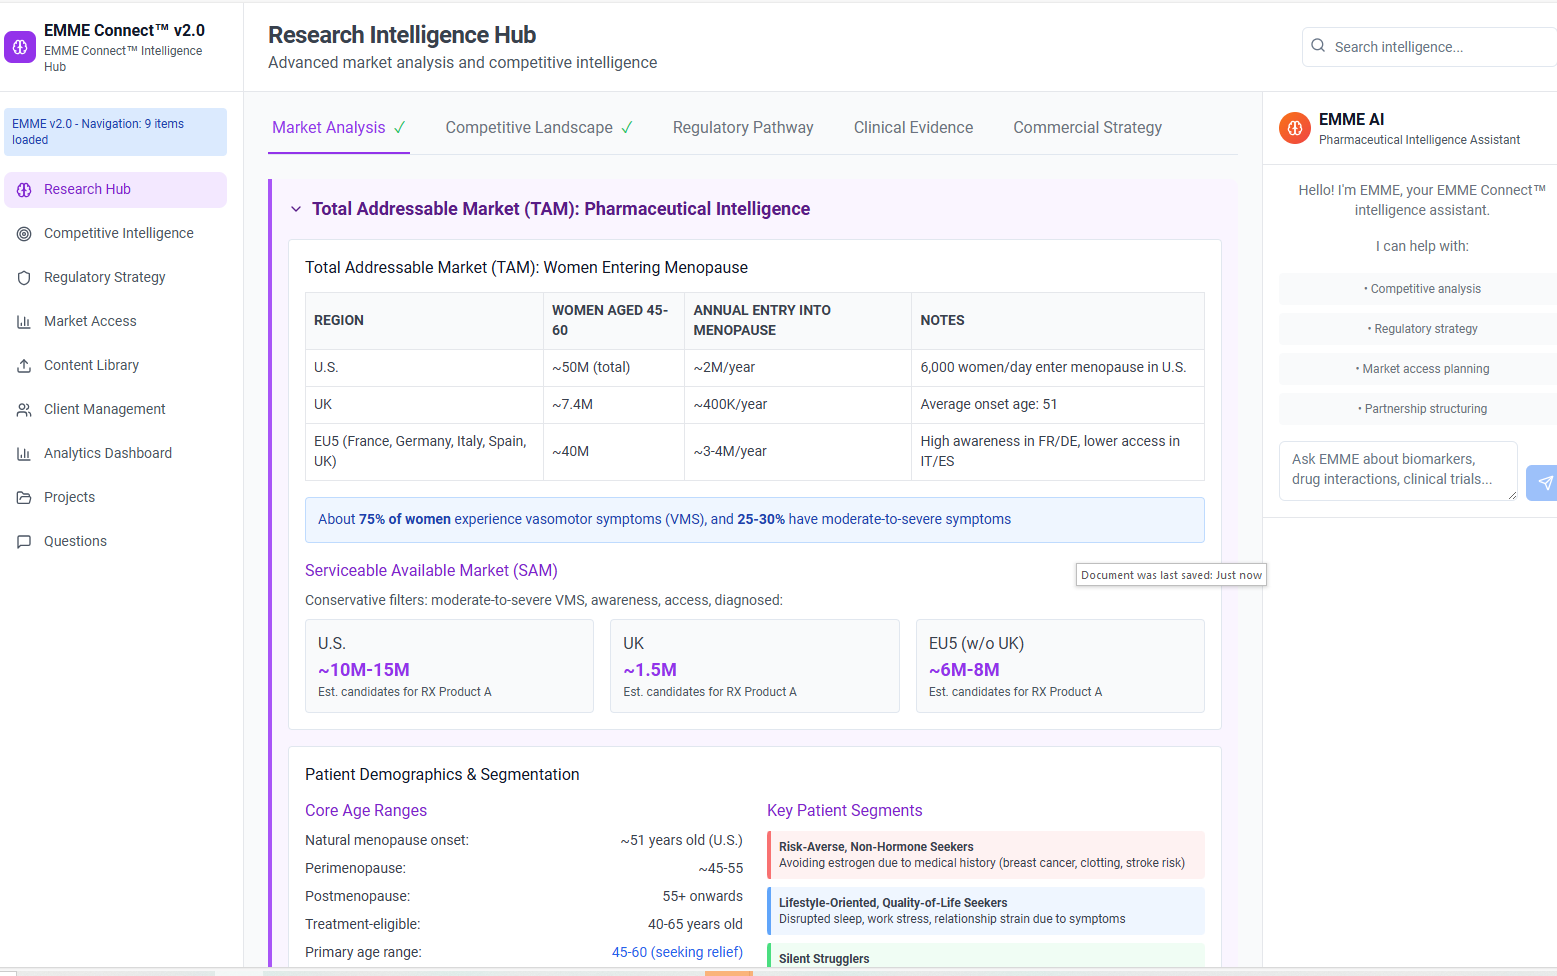 EMME Connect™ v2.0
EMME Connect™ Intelligence
Hub
EMME v2.0 - Navigation: 9 items
loaded
Research Hub
Competitive Intelligence
Regulatory Strategy
Market Access
Content Library
Client Management
Analytics Dashboard
Projects
Questions
Research Intelligence Hub
Advanced market analysis and competitive intelligence
Search intelligence...
Market Analysis ✓
Competitive Landscape ✓
Regulatory Pathway
Clinical Evidence
Commercial Strategy
Total Addressable Market (TAM): Pharmaceutical Intelligence
Total Addressable Market (TAM): Women Entering Menopause
REGION
WOMEN AGED 45-
60
ANNUAL ENTRY INTO
MENOPAUSE
NOTES
U.S.
~50M (total)
~2M/year
6,000 women/day enter menopause in U.S.
UK
~7.4M
~400K/year
Average onset age: 51
EU5 (France, Germany, Italy, Spain,
UK)
~40M
~3-4M/year
High awareness in FR/DE, lower access in
IT/ES
About 75% of women experience vasomotor symptoms (VMS), and 25-30% have moderate-to-severe symptoms
Serviceable Available Market (SAM)
Document was last saved: Just now
Conservative filters: moderate-to-severe VMS, awareness, access, diagnosed:
U.S.
~10M-15M
Est. candidates for RX Product A
UK
~1.5M
Est. candidates for RX Product A
EU5 (w/o UK)
~6M-8M
Est. candidates for RX Product A
Patient Demographics & Segmentation
Core Age Ranges
Natural menopause onset:
~51 years old (U.S.)
Perimenopause:
~45-55
Postmenopause:
55+ onwards
Treatment-eligible:
40-65 years old
Primary age range:
45-60 (seeking relief)
Key Patient Segments
Risk-Averse, Non-Hormone Seekers
Avoiding estrogen due to medical history (breast cancer, clotting, stroke risk)
Lifestyle-Oriented, Quality-of-Life Seekers
Disrupted sleep, work stress, relationship strain due to symptoms
Silent Strugglers
EMME AI
Pharmaceutical Intelligence Assistant
Hello! I'm EMME, your EMME Connect™
intelligence assistant.
I can help with:
• Competitive analysis
• Regulatory strategy
• Market access planning
• Partnership structuring
Ask EMME about biomarkers,
drug interactions, clinical trials...